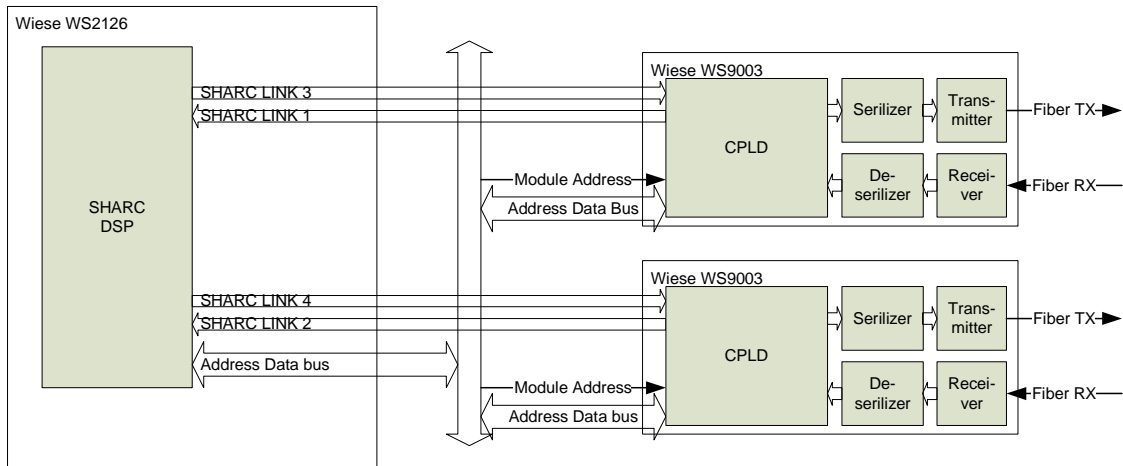 Wiese WS2126
SHARC
DSP
SHARC LINK 3
SHARC LINK 1
Module Address
Address Data Bus
Wiese WS9003
CPLD
Serilizer
Trans-
mitter
Fiber TX
De-
serilizer
Recei-
ver
Fiber RX
SHARC LINK 4
SHARC LINK 2
Address Data bus
Module Address
Address Data bus
Wiese WS9003
CPLD
Serilizer
Trans-
mitter
Fiber TX
De-
serilizer
Recei-
ver
Fiber RX